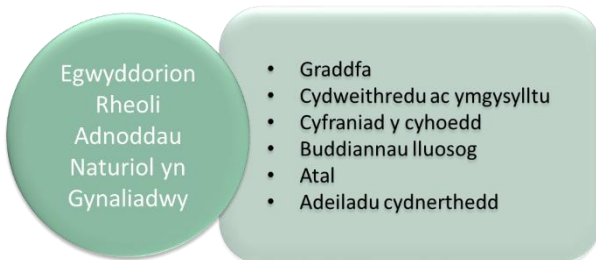 Egwyddorion
Rheoli
Adnoddau
Naturiol yn
Gynaliadwy
• Graddfa
• Cydweithredu ac ymgysylltu
• Cyfraniad y cyhoedd
• Buddiannau lluosog
• Atal
• Adeiladu cydnerthedd